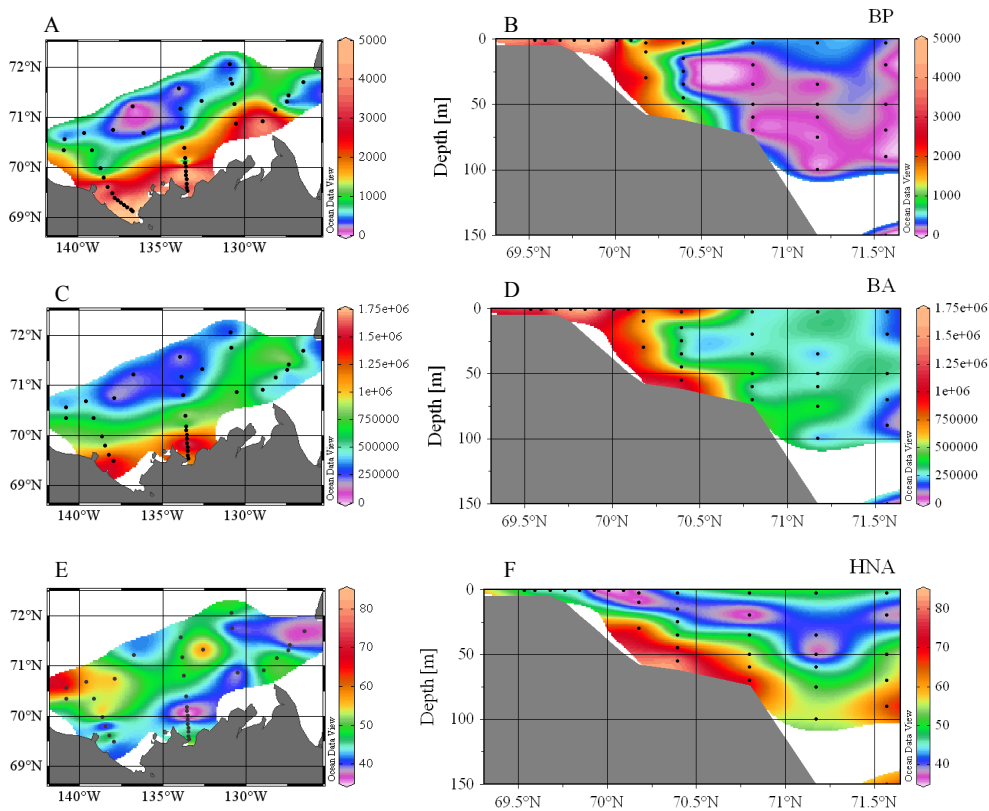 A
72°N
71°N
70°N
69°N
140°W
135°W
130°W
5000
4000
3000
2000
1000
0
Ocean Data View
B
BP
Depth [m]
0
50
100
150
69.5°N
70°N
70.5°N
71°N
71.5°N
5000
4000
3000
2000
1000
0
Ocean Data View
C
72°N
71°N
70°N
69°N
140°W
135°W
130°W
1.75e+06
1.25e+06
1e+06
750000
500000
250000
0
Ocean Data View
D
BA
Depth [m]
0
50
100
150
69.5°N
70°N
70.5°N
71°N
71.5°N
1.75e+06
1.25e+06
1e+06
750000
500000
250000
0
Ocean Data View
E
72°N
71°N
70°N
69°N
140°W
135°W
130°W
80
70
60
50
40
Ocean Data View
F
HNA
Depth [m]
0
50
100
150
69.5°N
70°N
70.5°N
71°N
71.5°N
80
70
60
50
40
Ocean Data View